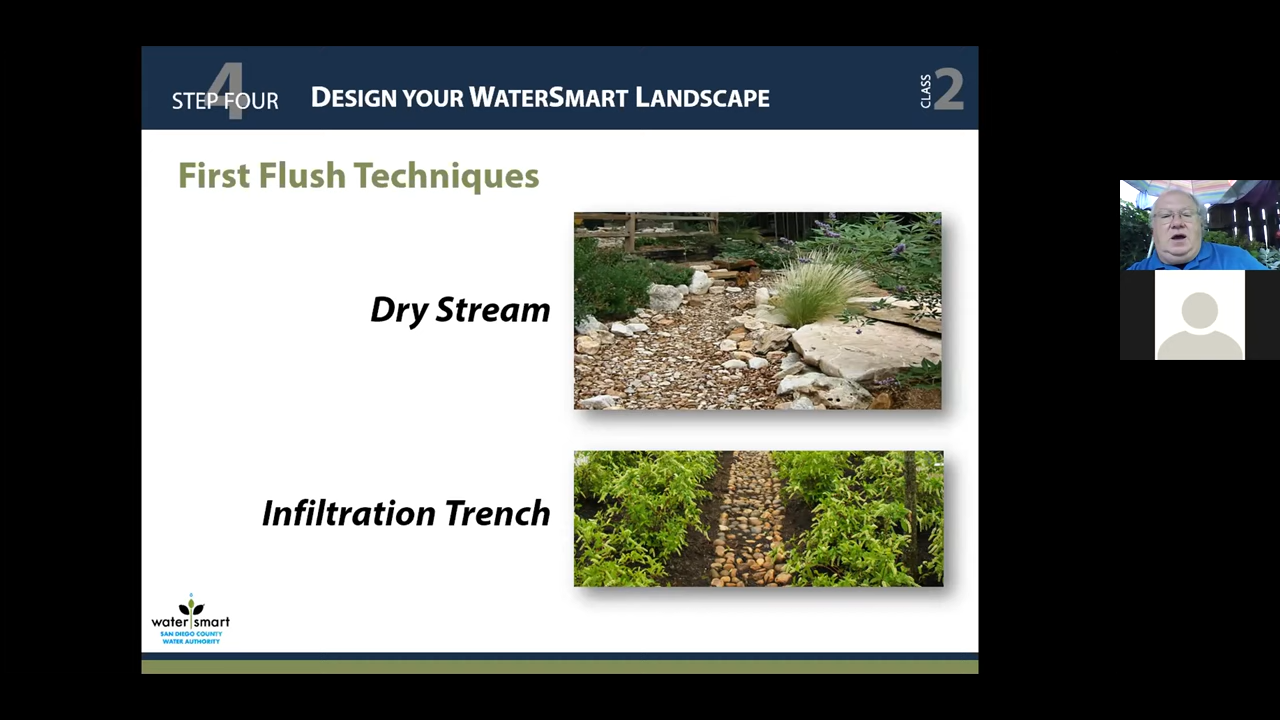 4
STEP FOUR
DESIGN YOUR WATERSMART LANDSCAPE
CLASS 2
First Flush Techniques
Dry Stream
Infiltration Trench
water smart
SAN DIEGO COUNTY
WATER AUTHORITY